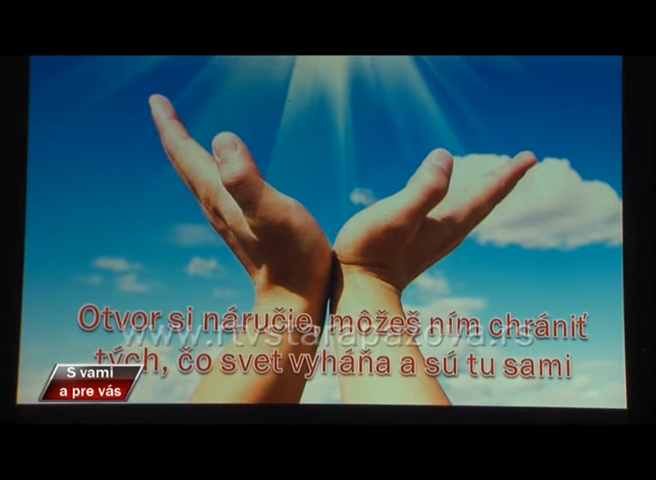 Otvor si náručie, môžeš ním chrániť
www.rtvstarapazova.rs
tých, čo svet vyháňa a sú tu sami
S vami
a pre vás